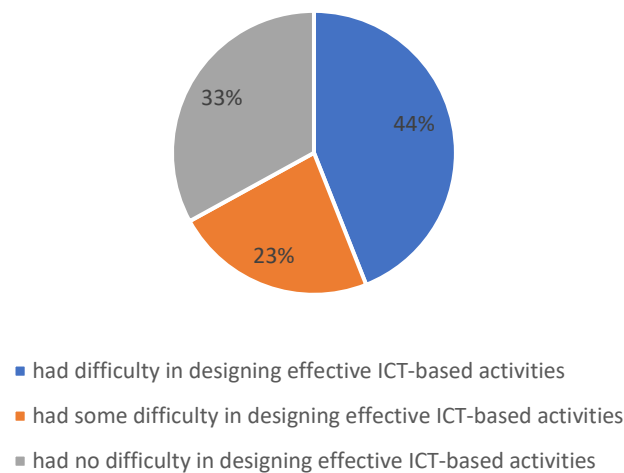 33%
44%
23%
had difficulty in designing effective ICT-based activities
had some difficulty in designing effective ICT-based activities
had no difficulty in designing effective ICT-based activities